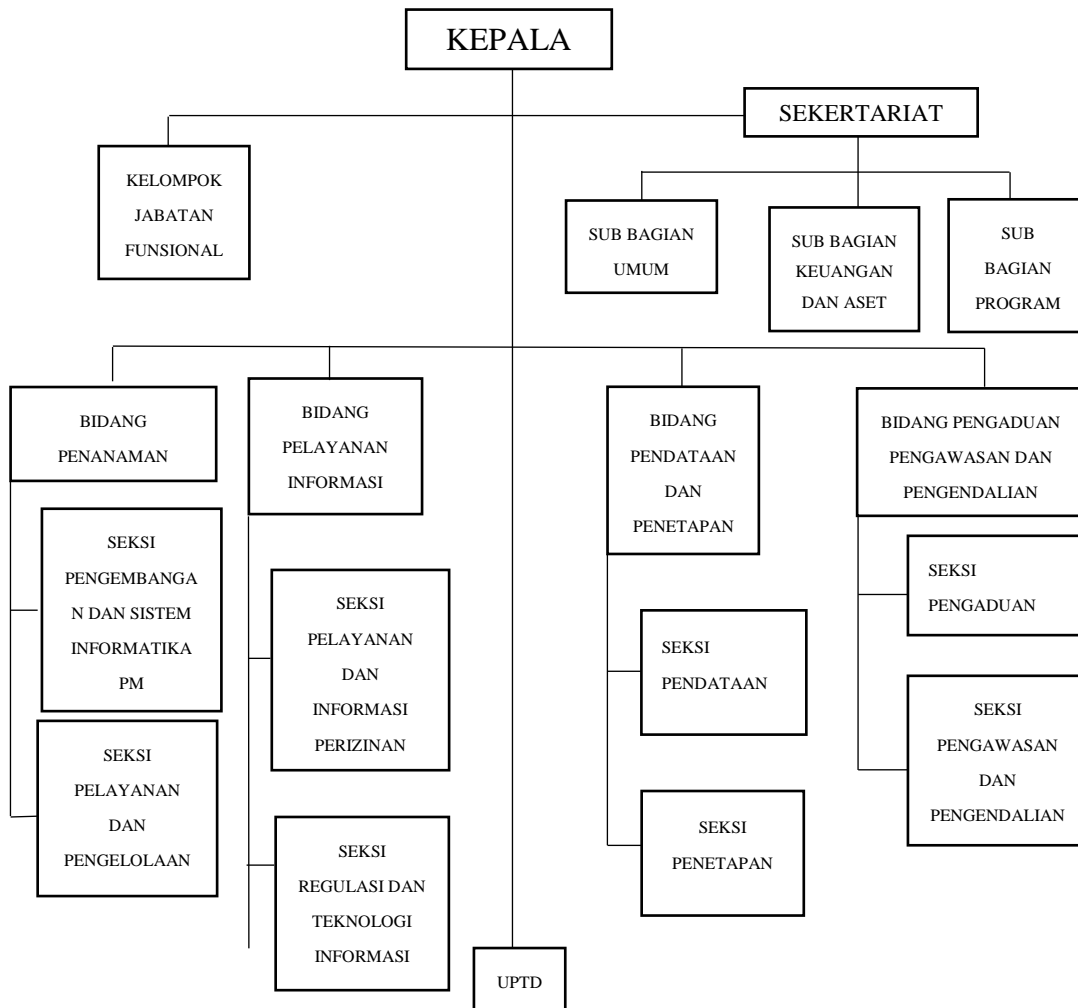 KEPALA
SEKERTARIAT
KELOMPOK
JABATAN
FUNSIONAL
SUB BAGIAN
UMUM
SUB BAGIAN
KEUANGAN
DAN ASET
SUB
BAGIAN
PROGRAM
BIDANG
PENANAMAN
BIDANG
PELAYANAN
INFORMASI
BIDANG
PENDATAAN
DAN
PENETAPAN
BIDANG PENGADUAN
PENGAWASAN DAN
PENGENDALIAN
SEKSI
PENGEMBANGA
N DAN SISTEM
INFORMATIKA
PM
SEKSI
PELAYANAN
DAN
PENGELOLAAN
SEKSI
PELAYANAN
DAN
INFORMASI
PERIZINAN
SEKSI
REGULASI DAN
TEKNOLOGI
INFORMASI
SEKSI
PENDATAAN
SEKSI
PENETAPAN
SEKSI
PENGADUAN
SEKSI
PENGAWASAN
DAN
PENGENDALIAN
UPTD